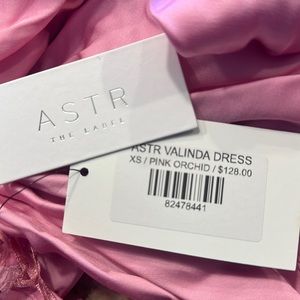 ASTR
THE LABEL
ASTR VALINDA DRESS
XS / PINK ORCHID / $128.00
82478441